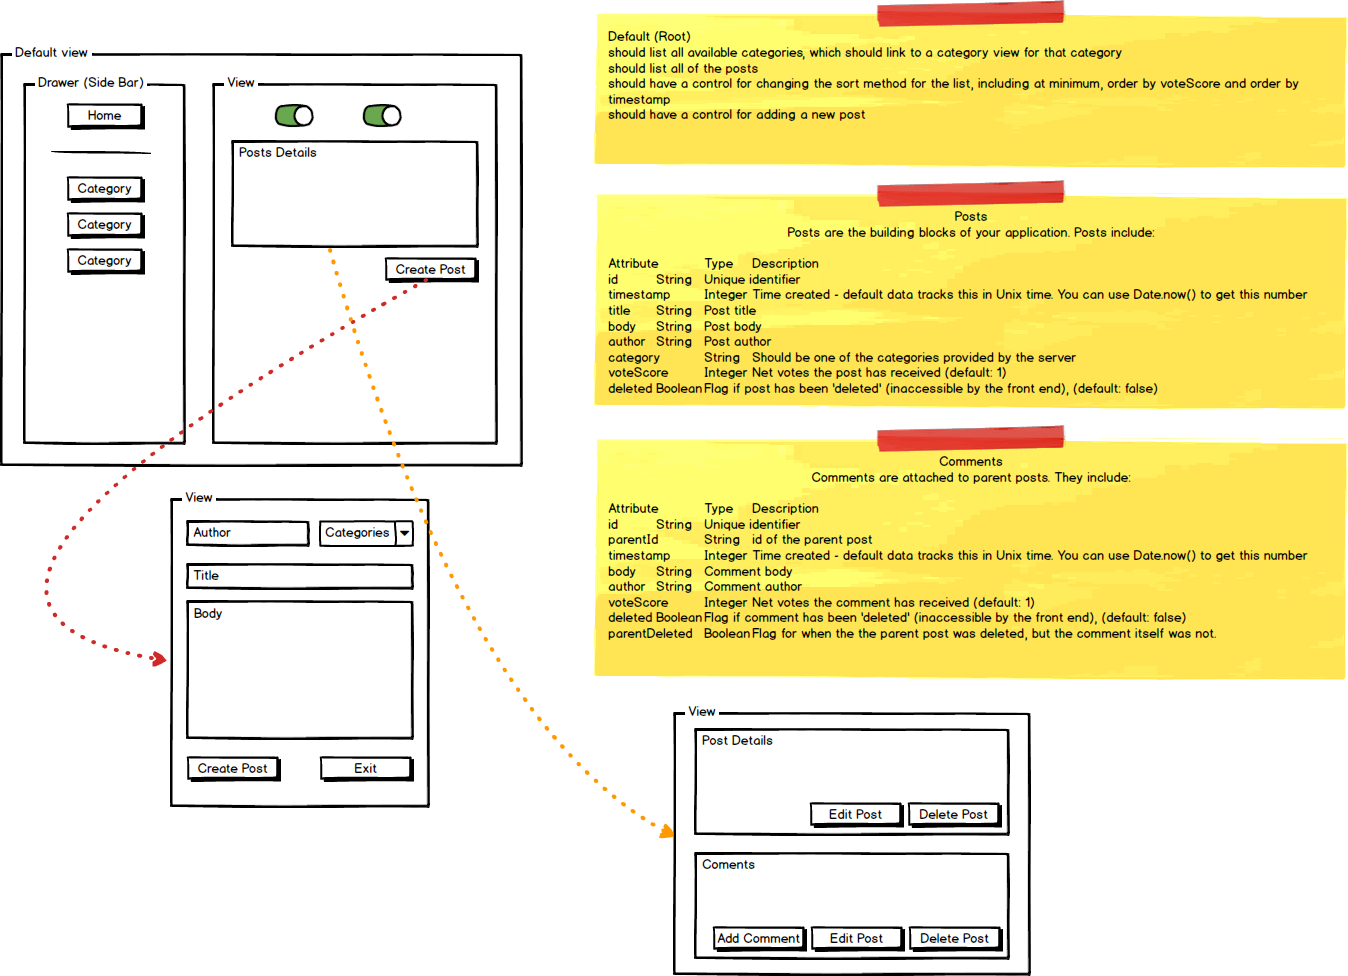 Default view
Drawer (Side Bar)
Home
Category
Category
Category
View
Posts Details
Create Post
View
Author
Categories
Title
Body
Create Post
Exit
Default (Root)
should list all available categories, which should link to a category view for that category
should list all of the posts
should have a control for changing the sort method for the list, including at minimum, order by voteScore and order by
timestamp
should have a control for adding a new post
Posts
Posts are the building blocks of your application. Posts include:
Attribute Type Description
id String Unique identifier
timestamp Integer Time created - default data tracks this in Unix time. You can use Date.now() to get this number
title String Post title
body String Post body
author String Post author
category String Should be one of the categories provided by the server
voteScore Integer Net votes the post has received (default: 1)
deleted Boolean Flag if post has been 'deleted' (inaccessible by the front end), (default: false)
Comments
Comments are attached to parent posts. They include:
Attribute Type Description
id String Unique identifier
parentId String id of the parent post
timestamp Integer Time created - default data tracks this in Unix time. You can use Date.now() to get this number
body String Comment body
author String Comment author
voteScore Integer Net votes the comment has received (default: 1)
deleted Boolean Flag if comment has been 'deleted' (inaccessible by the front end), (default: false)
parentDeleted Boolean Flag for when the the parent post was deleted, but the comment itself was not.
View
Post Details
Edit Post Delete Post
Coments
Add Comment Edit Post Delete Post